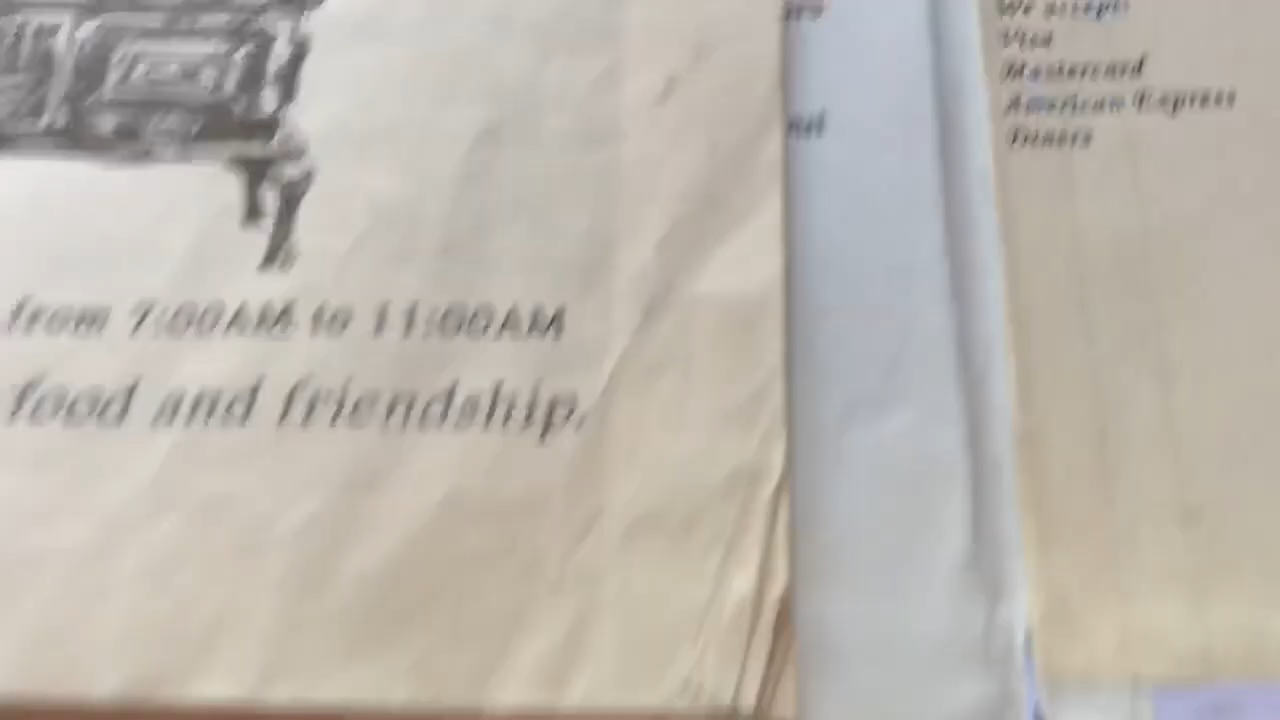 from 7:00AM to 11:00AM
food and friendship.
We accept:
Visa
Mastercard
American Express
Diners